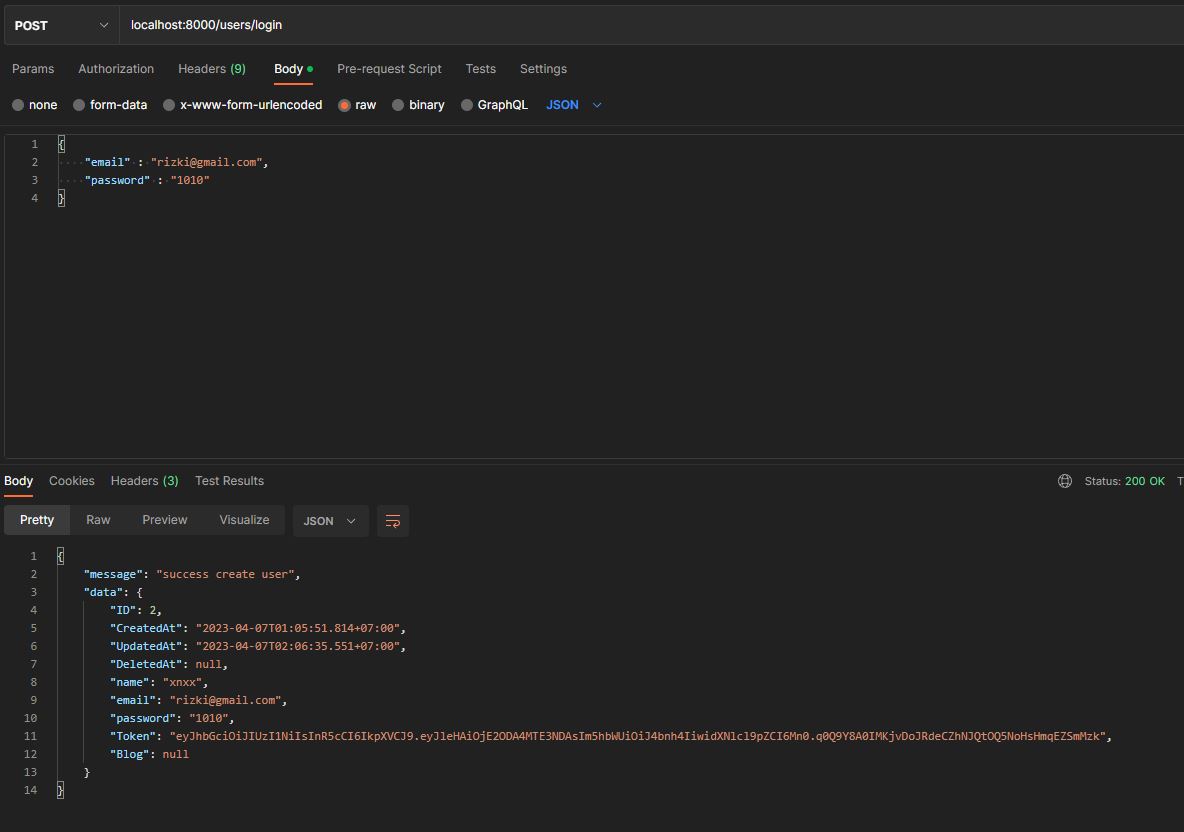 POST localhost:8000/users/login
Params Authorization Headers (9) Body Pre-request Script Tests Settings
none form-data x-www-form-urlencoded raw binary GraphQL JSON
1 {
2 "email" : "rizki@gmail.com",
3 "password" : "1010"
4 }
Body Cookies Headers (3) Test Results Status: 200 OK T
Pretty Raw Preview Visualize JSON
1 {
2 "message": "success create user",
3 "data": {
4 "ID": 2,
5 "CreatedAt": "2023-04-07T01:05:51.814+07:00",
6 "UpdatedAt": "2023-04-07T02:06:35.551+07:00",
7 "DeletedAt": null,
8 "name": "xnxx",
9 "email": "rizki@gmail.com",
10 "password": "1010",
11 "Token": "eyJhbGciOiJIUzI1NiIsInR5cCI6IkpXVCJ9.eyJleHAiOjE2ODA4MTE3NDAsIm5hbWUiOiJ4bnh4IiwidXNlcl9pZCI6Mn0.q0Q9Y8A0IMKjvDoJRdeCZhNJQtOQ5NoHsHmqEZSmMzk",
12 "Blog": null
13 }
14 }